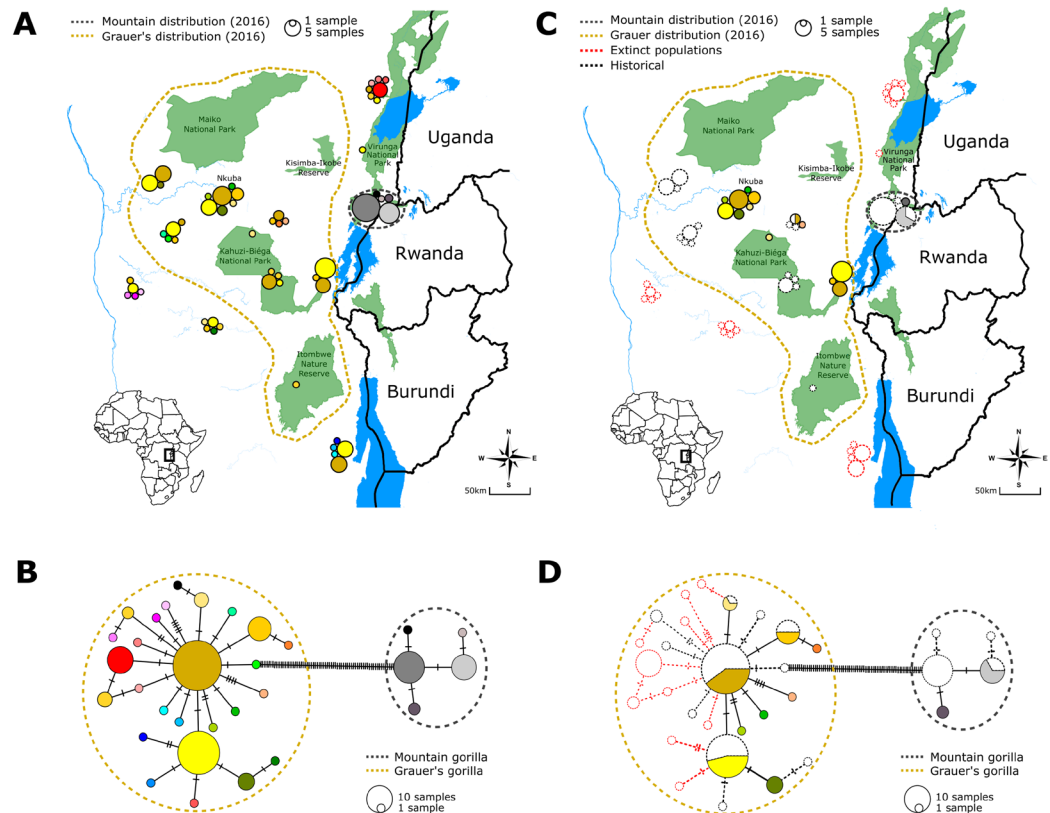 A
Mountain distribution (2016)
Grauer's distribution (2016)
1 sample
5 samples
Maiko
National Park
Uganda
Kisimba-Ikobe
Reserve
Virunga
National
Park
Nkuba
Rwanda
Kahuzi-Biéga
National Park
Itombwe
Nature
Reserve
Burundi
N
W
E
S
50km
C
Mountain distribution (2016)
Grauer distribution (2016)
Extinct populations
Historical
1 sample
5 samples
Maiko
National Park
Uganda
Kisimba-Ikobe
Reserve
Virunga
National
Park
Nkuba
Rwanda
Kahuzi-Biéga
National Park
Itombwe
Nature
Reserve
Burundi
N
W
E
S
50km
B
Mountain gorilla
Grauer's gorilla
10 samples
1 sample
D
Mountain gorilla
Grauer's gorilla
10 samples
1 sample